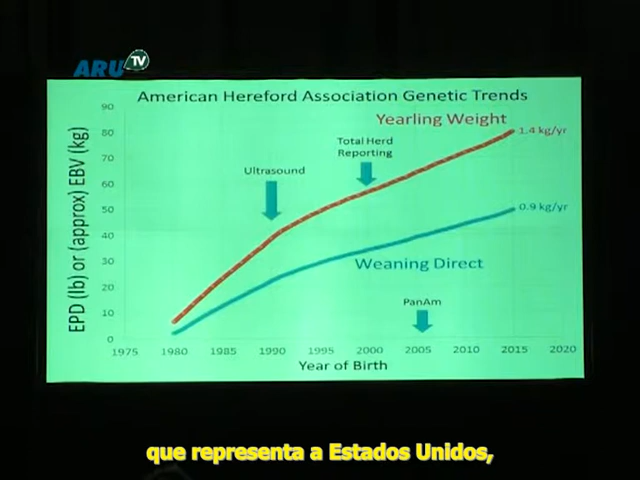 ARU TV
American Hereford Association Genetic Trends
90
80
70
60
50
40
30
20
10
0
EPD (lb) or (approx) EBV (kg)
Yearling Weight
1.4 kg/yr
Total Herd
Reporting
Ultrasound
0.9 kg/yr
Weaning Direct
PanAm
1975 1980 1985 1990 1995 2000 2005 2010 2015 2020
Year of Birth
que representa a Estados Unidos,